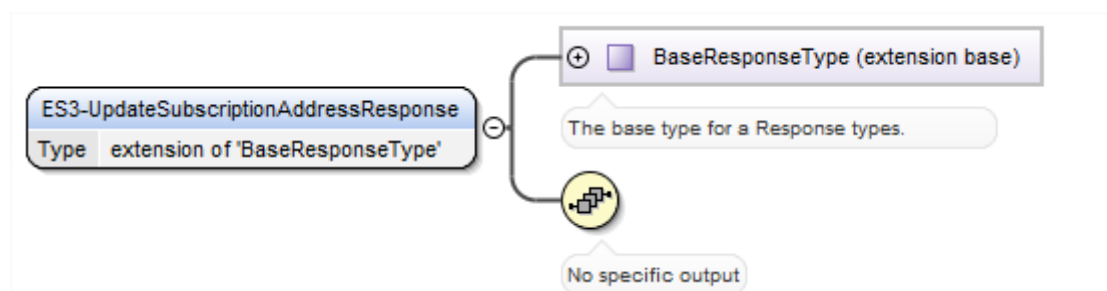 BaseResponseType (extension base)
ES3-UpdateSubscriptionAddressResponse
Type extension of 'BaseResponseType'
The base type for a Response types.
No specific output